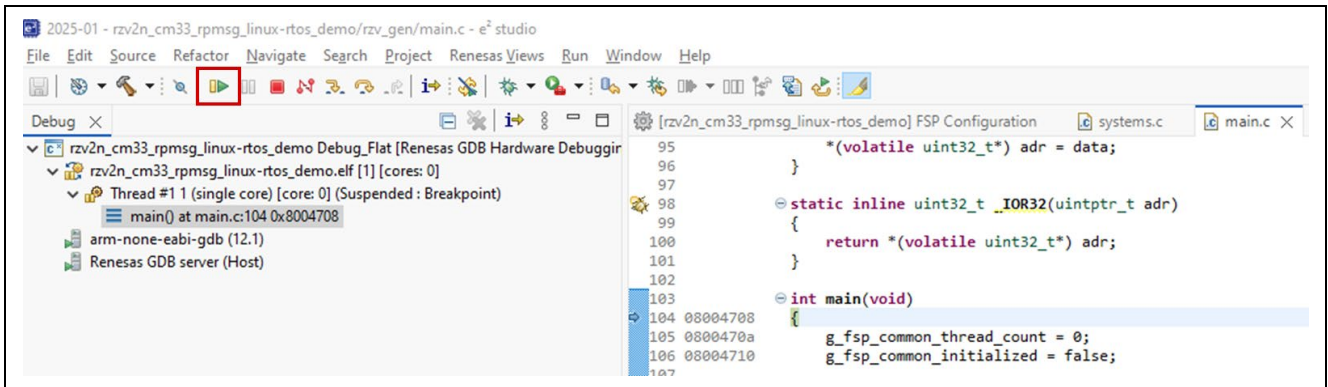 2025-01 - rzv2n_cm33_rpmsg_linux-rtos_demo/rzv_gen/main.c - e² studio
File Edit Source Refactor Navigate Search Project Renesas Views Run Window Help
Debug
rzv2n_cm33_rpmsg_linux-rtos_demo Debug_Flat [Renesas GDB Hardware Debuggin
rzv2n_cm33_rpmsg_linux-rtos_demo.elf [1] [cores: 0]
Thread #1 1 (single core) [core: 0] (Suspended : Breakpoint)
main() at main.c:104 0x8004708
arm-none-eabi-gdb (12.1)
Renesas GDB server (Host)
[rzv2n_cm33_rpmsg_linux-rtos_demo] FSP Configuration systems.c main.c
95 *(volatile uint32_t*) adr = data;
96 }
97
98 static inline uint32_t _IOR32(uintptr_t adr)
99 {
100 return *(volatile uint32_t*) adr;
101 }
102
103 int main(void)
104 08004708 {
105 0800470a g_fsp_common_thread_count = 0;
106 08004710 g_fsp_common_initialized = false;
107